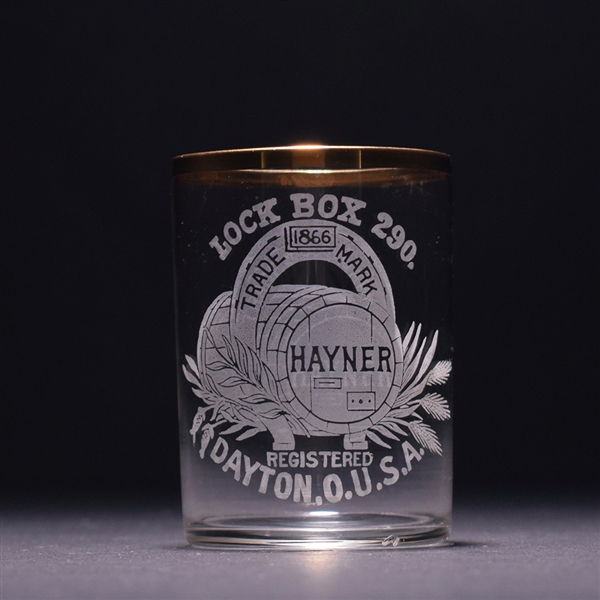 LOCK BOX 290.
1866
TRADE MARK
HAYNER
REGISTERED
DAYTON, O. U.S.A.